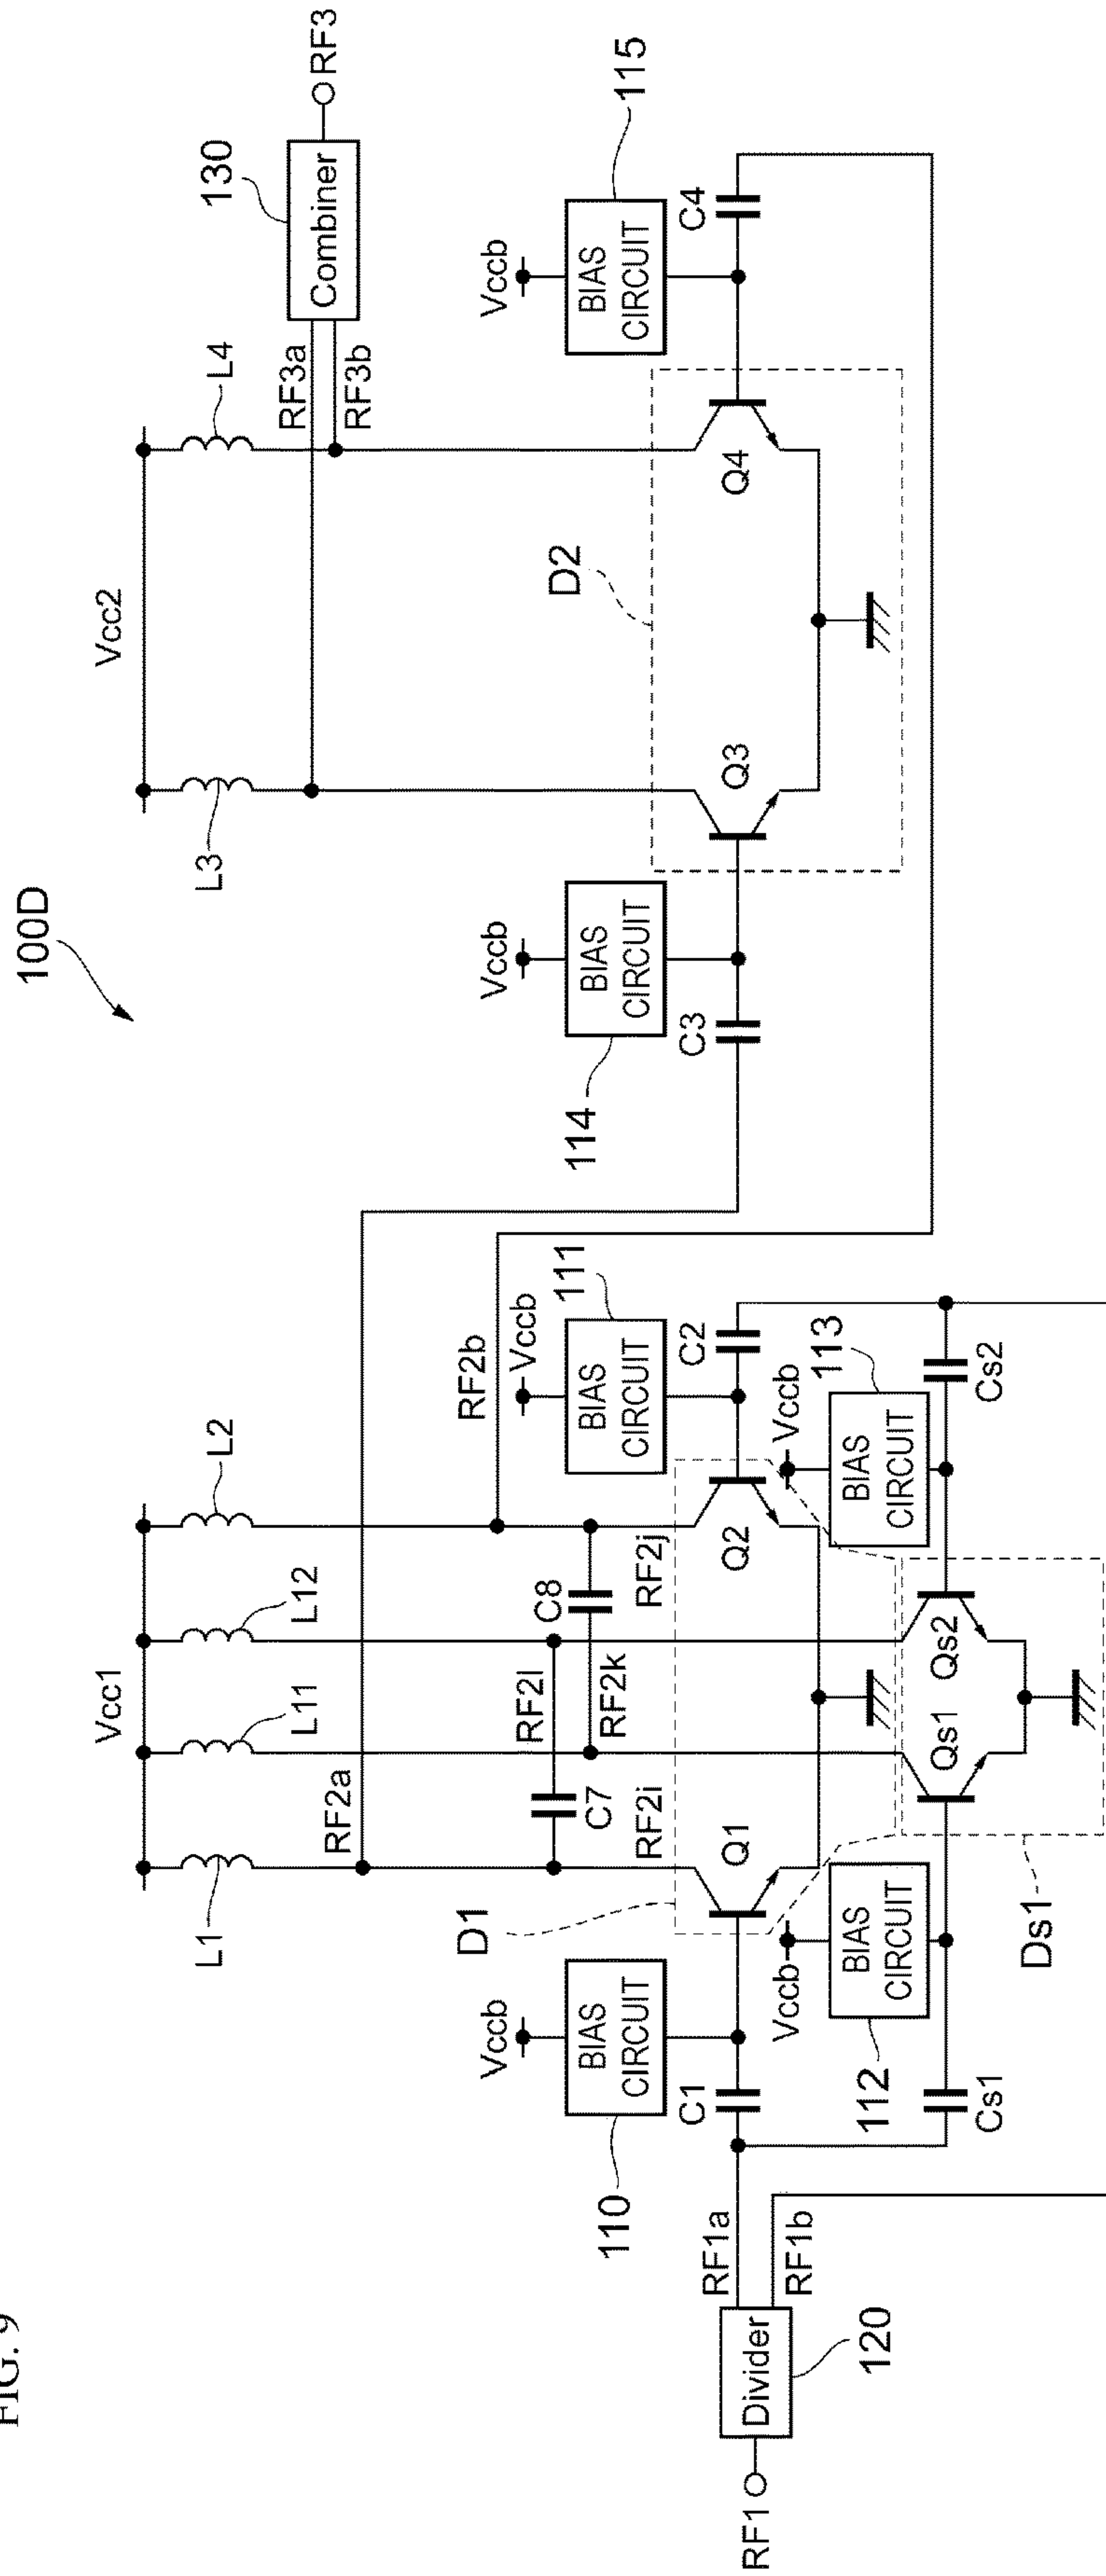 FIG. 9
100D
Vcc1
Vcc2
L1
L11
L12
L2
L3
L4
RF2a
RF2b
RF3a
RF3b
130
Combiner
RF3
C7
C8
RF2l
RF2k
RF2i
RF2j
D1
D2
Vccb
BIAS
CIRCUIT
110
Vccb
BIAS
CIRCUIT
111
Vccb
BIAS
CIRCUIT
114
Vccb
BIAS
CIRCUIT
115
C1
Q1
Q2
C2
C3
Q3
Q4
C4
RF1
Divider
120
RF1a
RF1b
Vccb
BIAS
CIRCUIT
112
Vccb
BIAS
CIRCUIT
113
Cs1
Qs1
Qs2
Cs2
Ds1